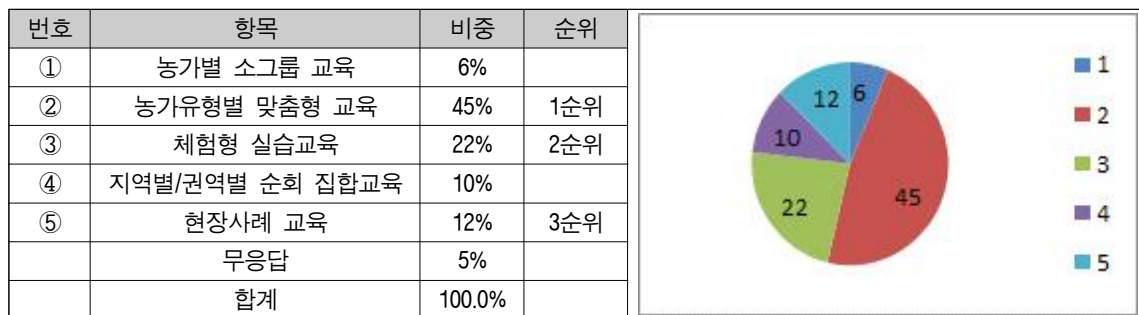 번호 항목 비중 순위
① 농가별 소그룹 교육 6%
② 농가유형별 맞춤형 교육 45% 1순위
③ 체험형 실습교육 22% 2순위
④ 지역별/권역별 순회 집합교육 10%
⑤ 현장사례 교육 12% 3순위
무응답 5%
합계 100.0%
6
45
22
10
12
1
2
3
4
5